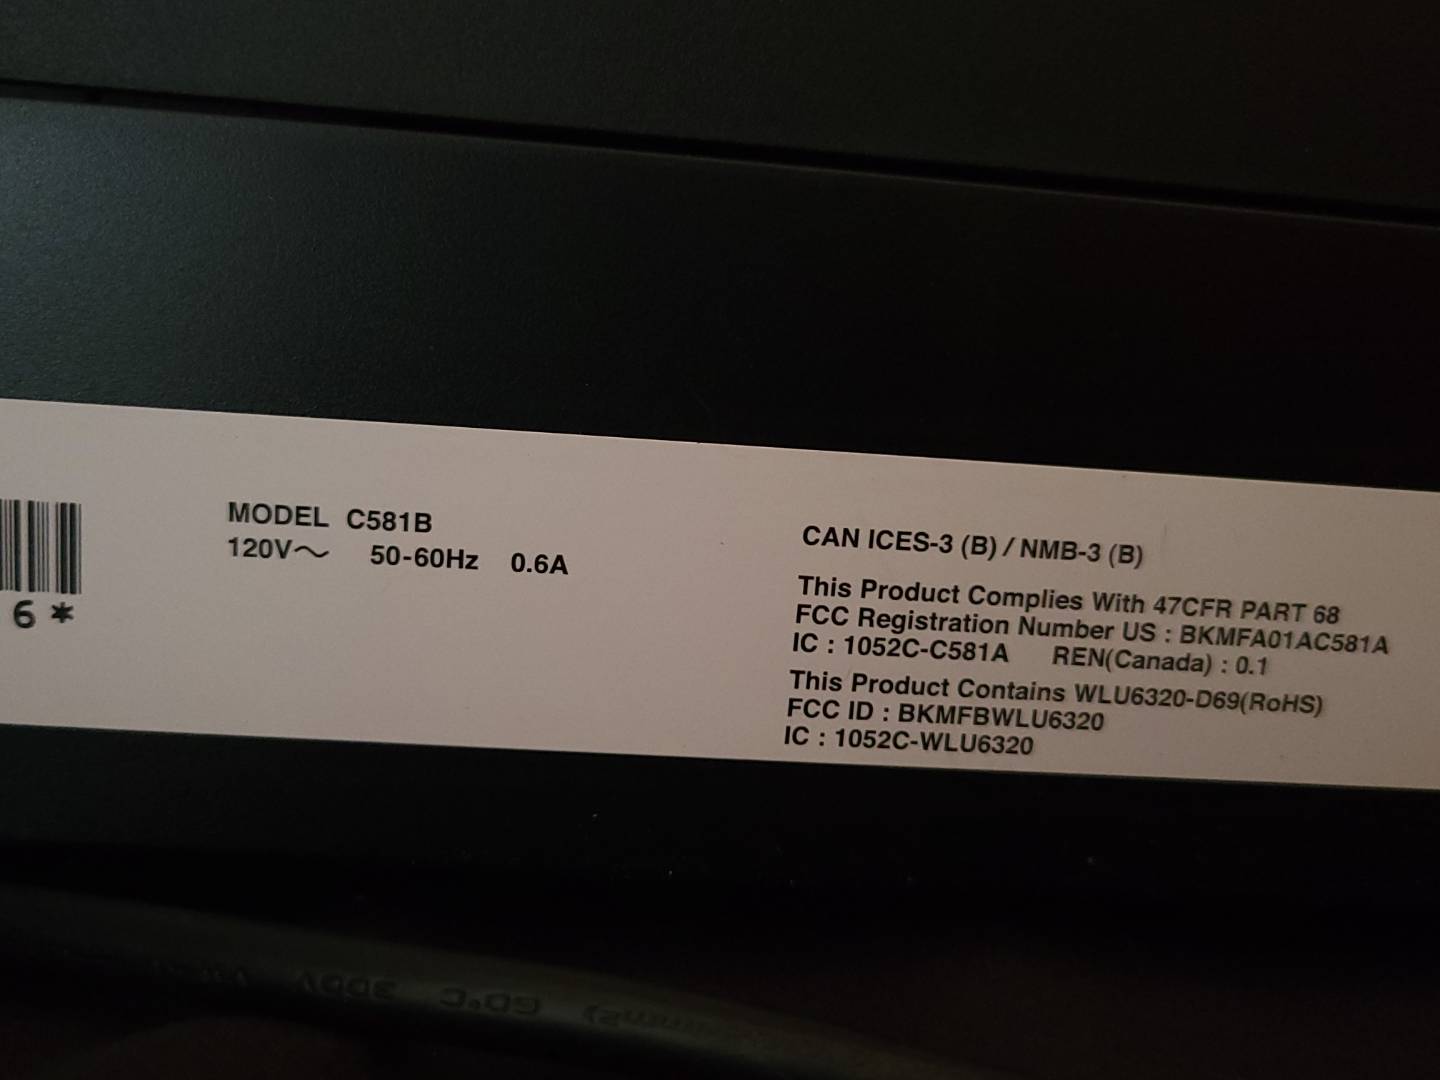 6*
MODEL C581B
120V～ 50-60Hz 0.6A
CAN ICES-3 (B) / NMB-3 (B)
This Product Complies With 47CFR PART 68
FCC Registration Number US : BKMFA01AC581A
IC : 1052C-C581A REN(Canada) : 0.1
This Product Contains WLU6320-D69(RoHS)
FCC ID : BKMFBWLU6320
IC : 1052C-WLU6320
300V 60°C